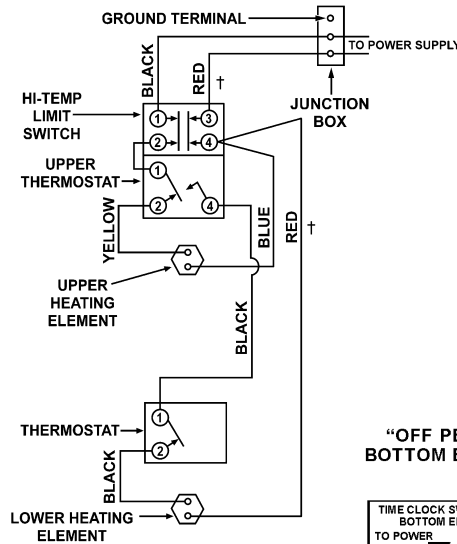 GROUND TERMINAL
TO POWER SUPPLY
BLACK
RED †
HI-TEMP
LIMIT
SWITCH
JUNCTION
BOX
1
3
2
4
UPPER
THERMOSTAT
1
2
4
YELLOW
BLUE
RED †
UPPER
HEATING
ELEMENT
BLACK
THERMOSTAT
1
2
BLACK
LOWER HEATING
ELEMENT
"OFF PE
BOTTOM E
TIME CLOCK SW
BOTTOM EL
TO POWER